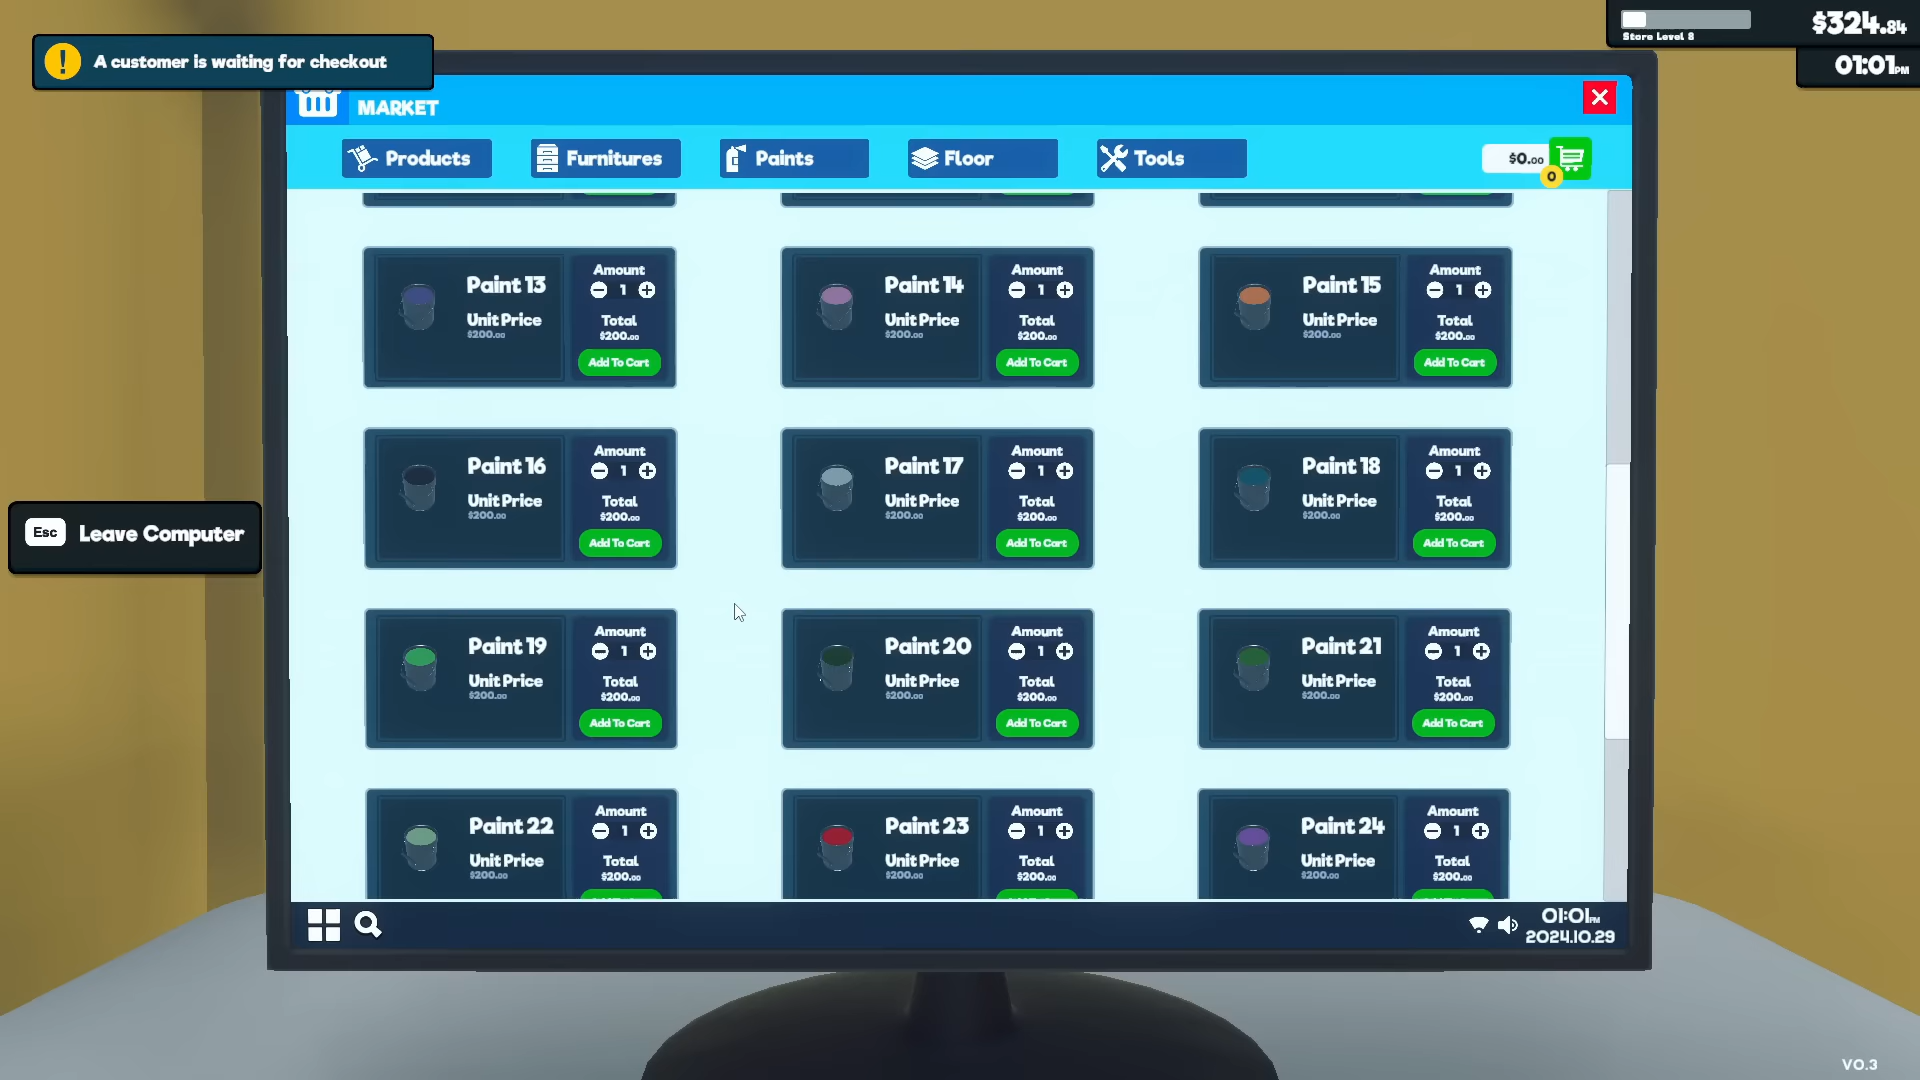 A customer is waiting for checkout
$324.84
Store Level 8
01:01PM
MARKET
Products
Furnitures
Paints
Floor
Tools
$0.00
0
Paint 13
Unit Price
$200.00
Amount
1
Total
$200.00
Add To Cart
Paint 14
Unit Price
$200.00
Amount
1
Total
$200.00
Add To Cart
Paint 15
Unit Price
$200.00
Amount
1
Total
$200.00
Add To Cart
Paint 16
Unit Price
$200.00
Amount
1
Total
$200.00
Add To Cart
Paint 17
Unit Price
$200.00
Amount
1
Total
$200.00
Add To Cart
Paint 18
Unit Price
$200.00
Amount
1
Total
$200.00
Add To Cart
Esc
Leave Computer
Paint 19
Unit Price
$200.00
Amount
1
Total
$200.00
Add To Cart
Paint 20
Unit Price
$200.00
Amount
1
Total
$200.00
Add To Cart
Paint 21
Unit Price
$200.00
Amount
1
Total
$200.00
Add To Cart
Paint 22
Unit Price
$200.00
Amount
1
Total
$200.00
Paint 23
Unit Price
$200.00
Amount
1
Total
$200.00
Paint 24
Unit Price
$200.00
Amount
1
Total
$200.00
01:01PM
2024.10.29
V0.3